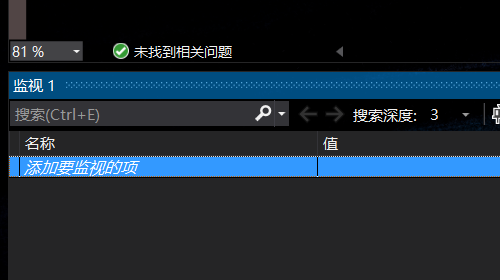 81 % 未找到相关问题
监视 1
搜索(Ctrl+E) 搜索深度: 3
名称 值
添加要监视的项